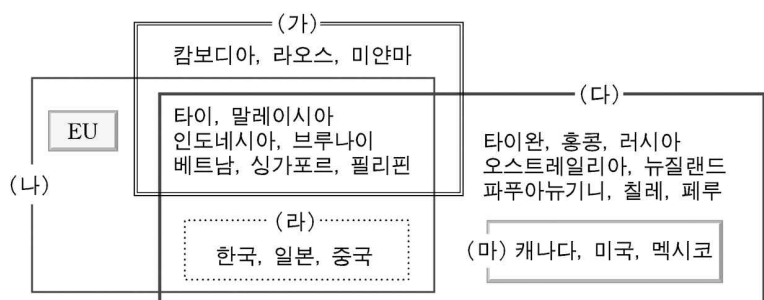 (가)
캄보디아, 라오스, 미얀마
(다)
EU
타이, 말레이시아
인도네시아, 브루나이
베트남, 싱가포르, 필리핀
타이완, 홍콩, 러시아
오스트레일리아, 뉴질랜드
파푸아뉴기니, 칠레, 페루
(나)
(라)
한국, 일본, 중국
(마) 캐나다, 미국, 멕시코